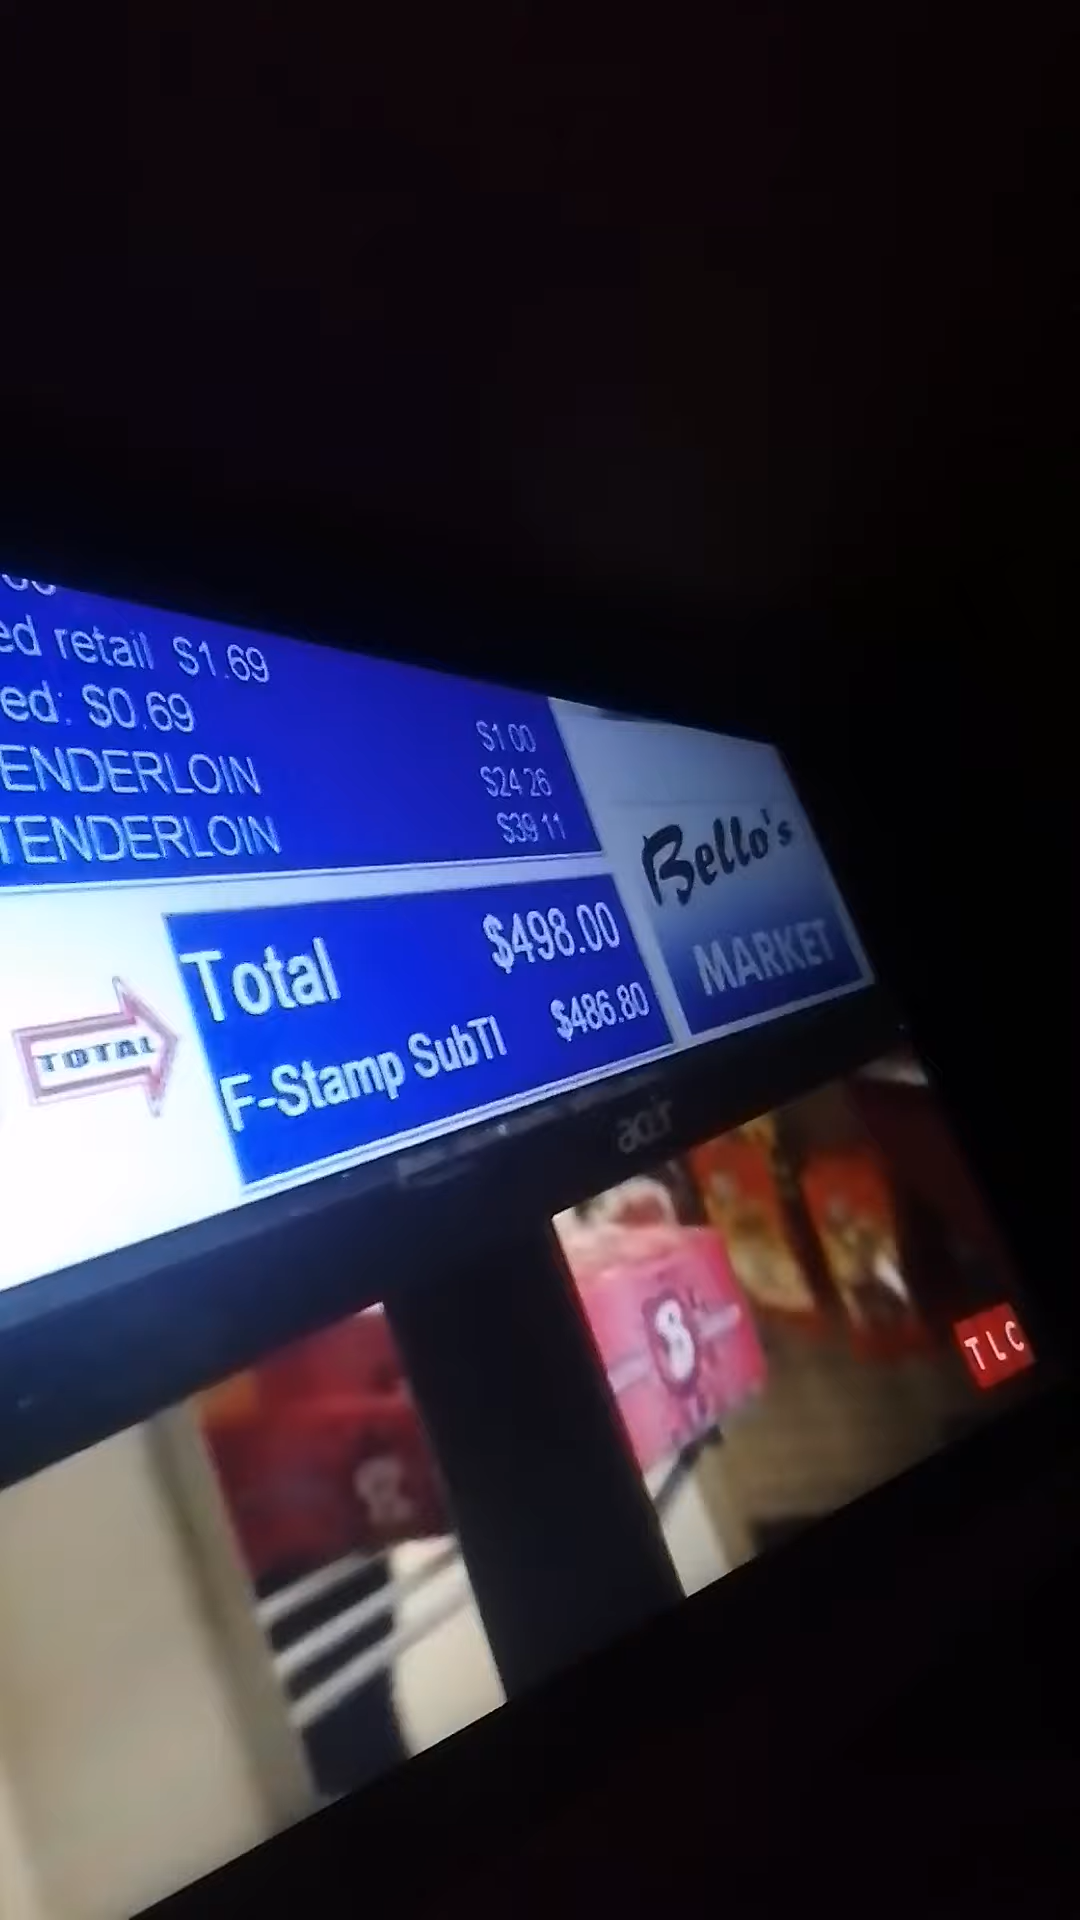 ed retail $1.69
ed: $0.69
$1.00
ENDERLOIN $24.26
TENDERLOIN $39.11
Bello's
MARKET
Total $498.00
F-Stamp SubTl $486.80
TOTAL
acer
TLC